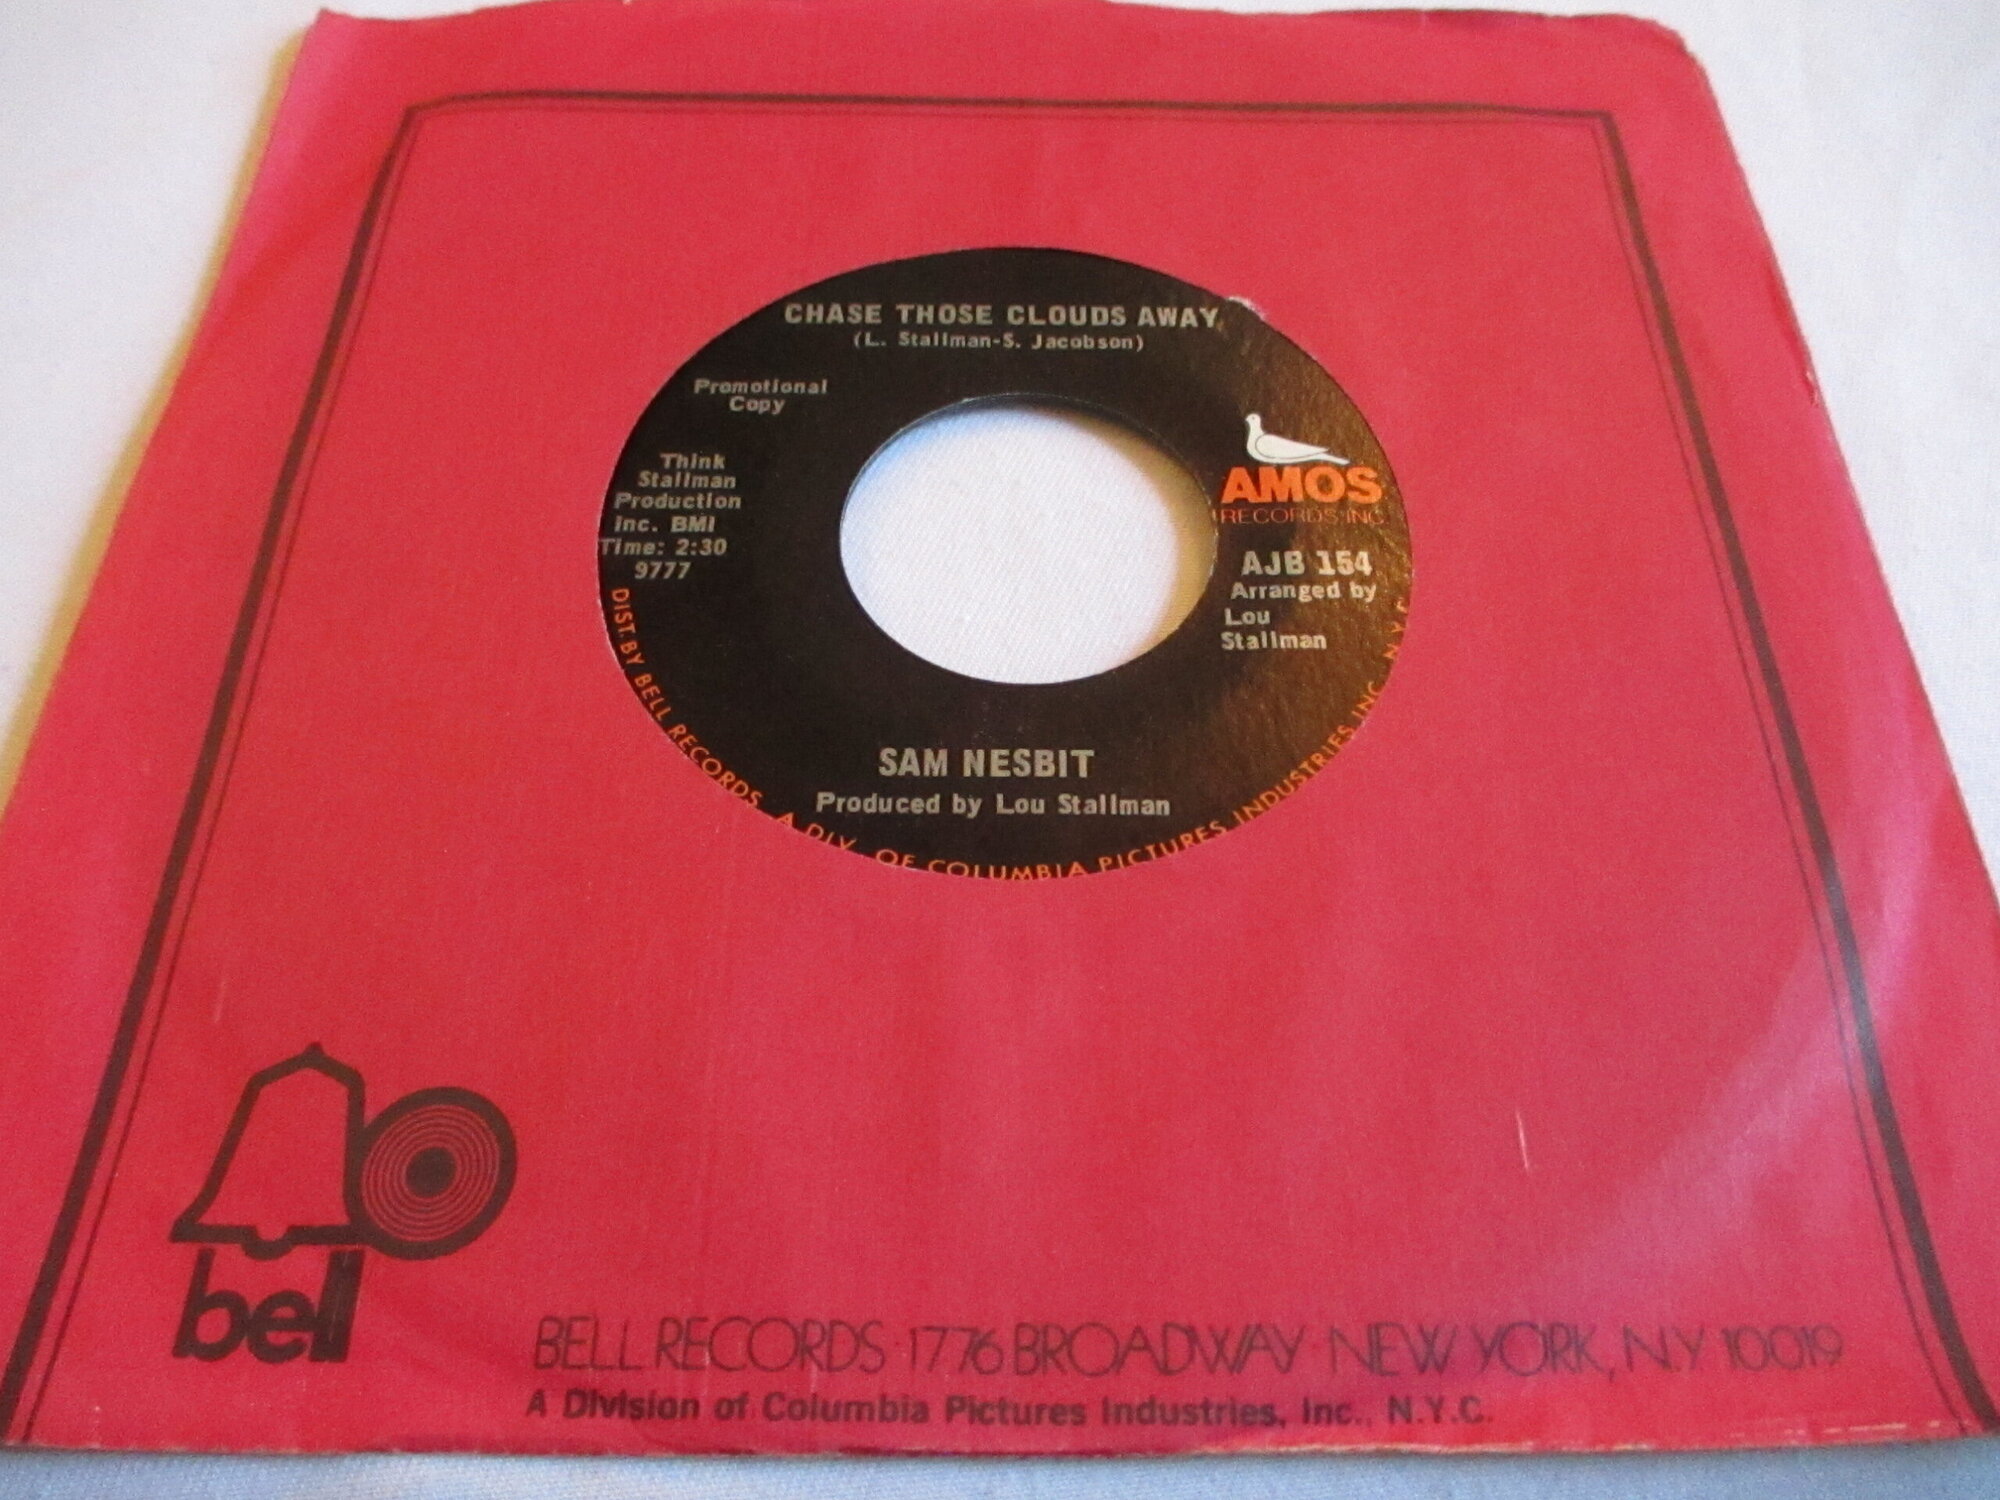 CHASE THOSE CLOUDS AWAY
(L. Stallman-S. Jacobson)
Promotional
Copy
Think
Stallman
Production
Inc. BMI
Time: 2:30
9777
AMOS
RECORDS INC.
AJB 154
Arranged by
Lou
Stallman
SAM NESBIT
Produced by Lou Stallman
DIST. BY BELL RECORDS, A DIV. OF COLUMBIA PICTURES INDUSTRIES, INC., N.Y.C.
bell
BELL RECORDS · 1776 BROADWAY · NEW YORK, N.Y. 10019
A Division of Columbia Pictures Industries, Inc., N.Y.C.